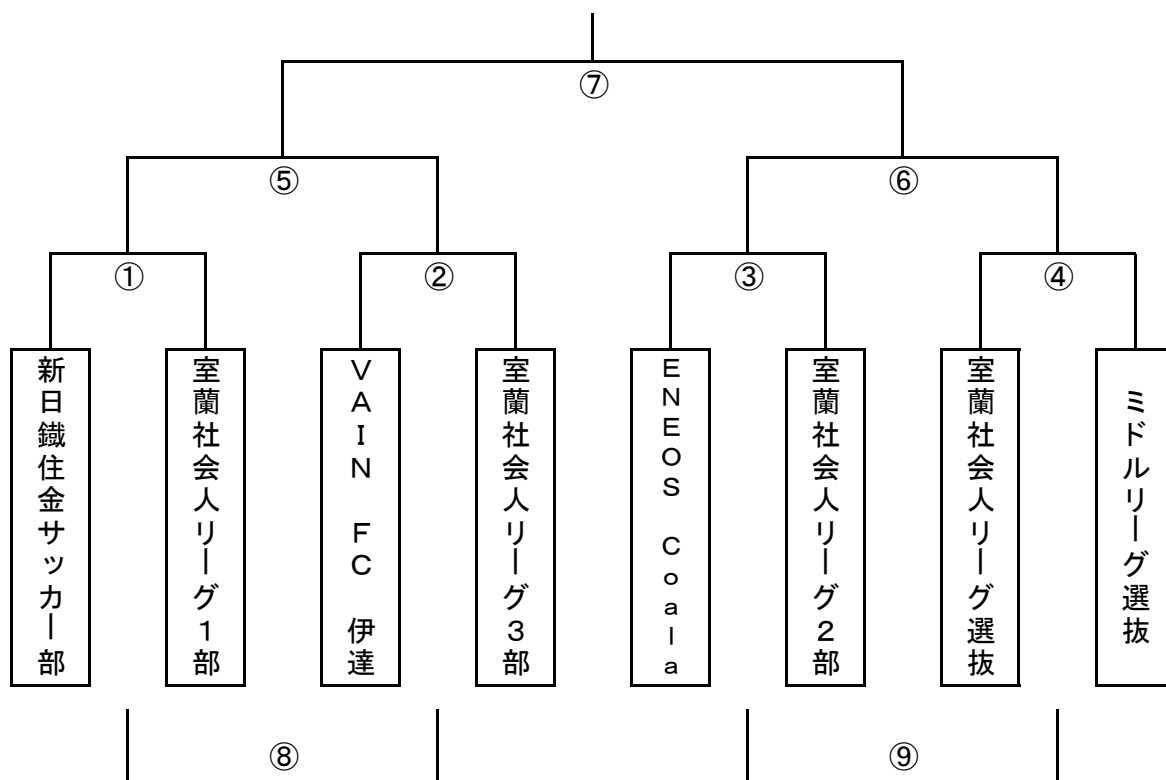 ⑦
⑤
⑥
①
②
③
④
新日鐵住金サッカー部
室蘭社会人リーグ1部
VAIN FC 伊達
室蘭社会人リーグ3部
ENEOS Coala
室蘭社会人リーグ2部
室蘭社会人リーグ選抜
ミドルリーグ選抜
⑧
⑨